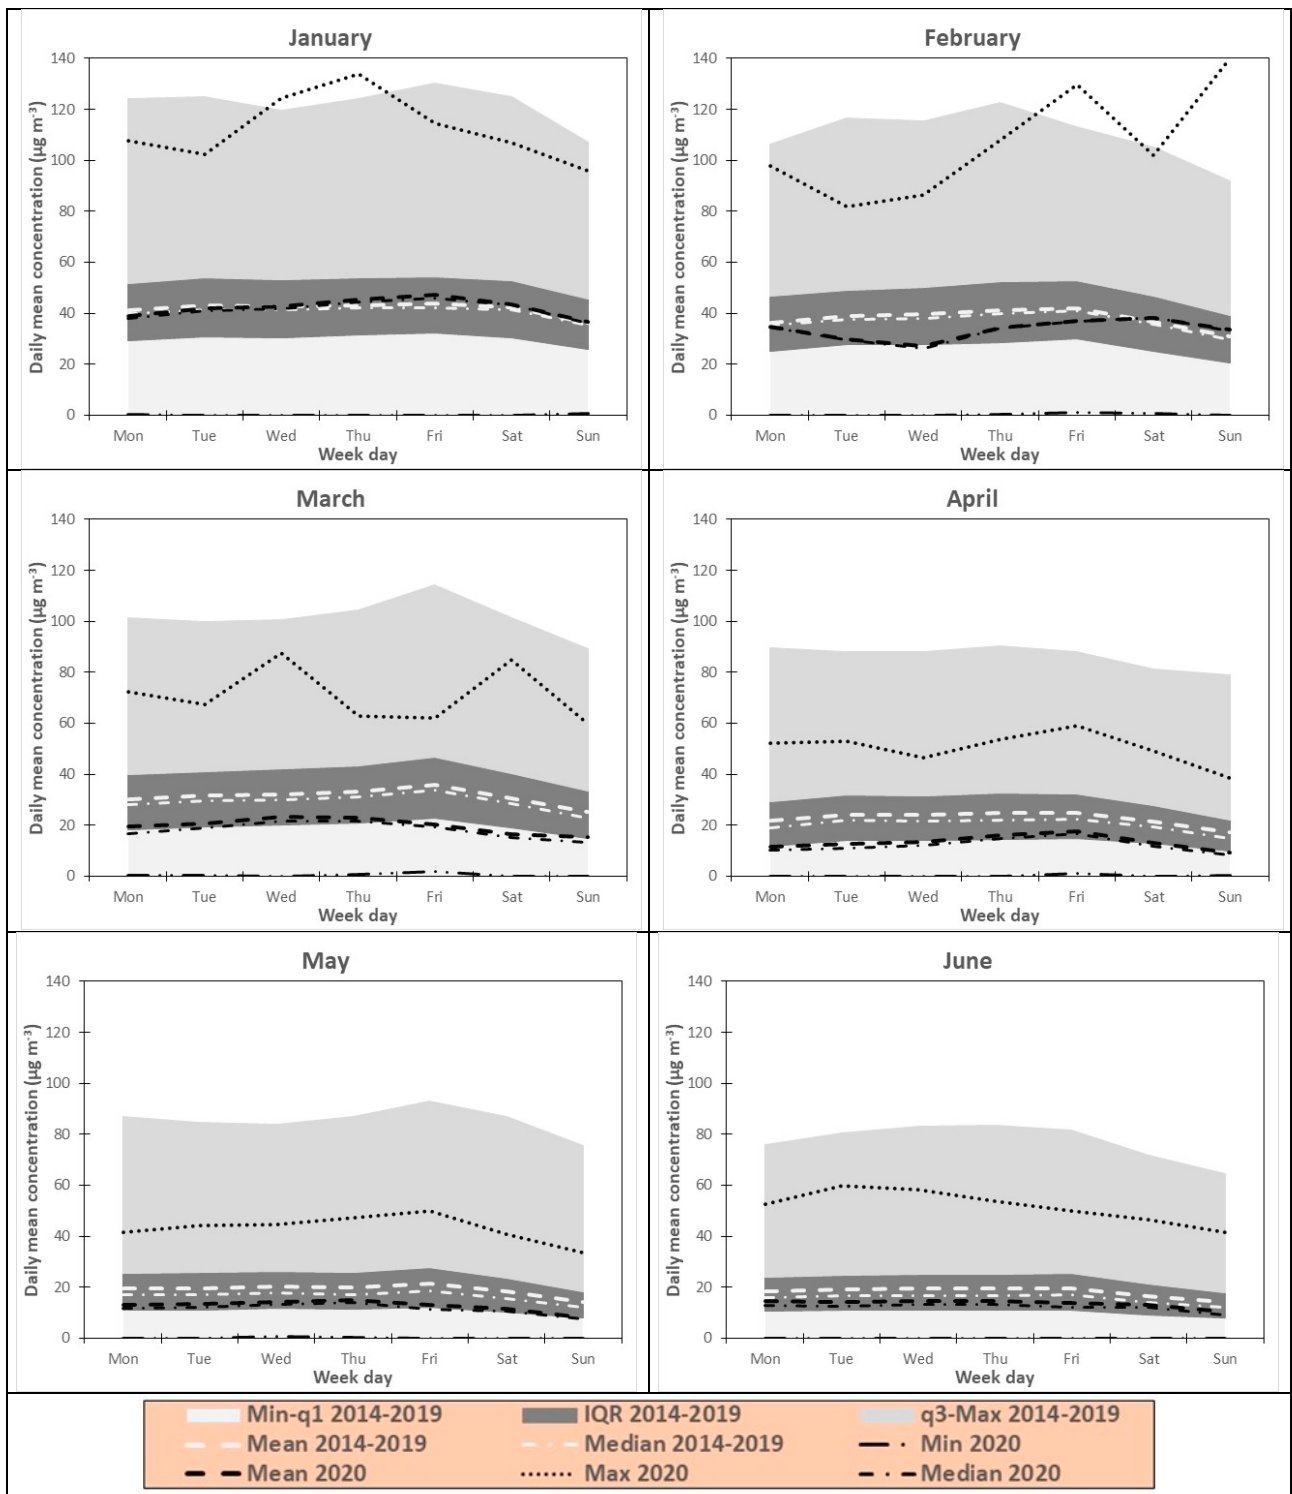 January
Daily mean concentration (µg m-3)
140
120
100
80
60
40
20
0
Mon Tue Wed Thu Fri Sat Sun
Week day
February
Daily mean concentration (µg m-3)
140
120
100
80
60
40
20
0
Mon Tue Wed Thu Fri Sat Sun
Week day
March
Daily mean concentration (µg m-3)
140
120
100
80
60
40
20
0
Mon Tue Wed Thu Fri Sat Sun
Week day
April
Daily mean concentration (µg m-3)
140
120
100
80
60
40
20
0
Mon Tue Wed Thu Fri Sat Sun
Week day
May
Daily mean concentration (µg m-3)
140
120
100
80
60
40
20
0
Mon Tue Wed Thu Fri Sat Sun
Week day
June
Daily mean concentration (µg m-3)
140
120
100
80
60
40
20
0
Mon Tue Wed Thu Fri Sat Sun
Week day
Min-q1 2014-2019 IQR 2014-2019 q3-Max 2014-2019
Mean 2014-2019 Median 2014-2019 Min 2020
Mean 2020 Max 2020 Median 2020